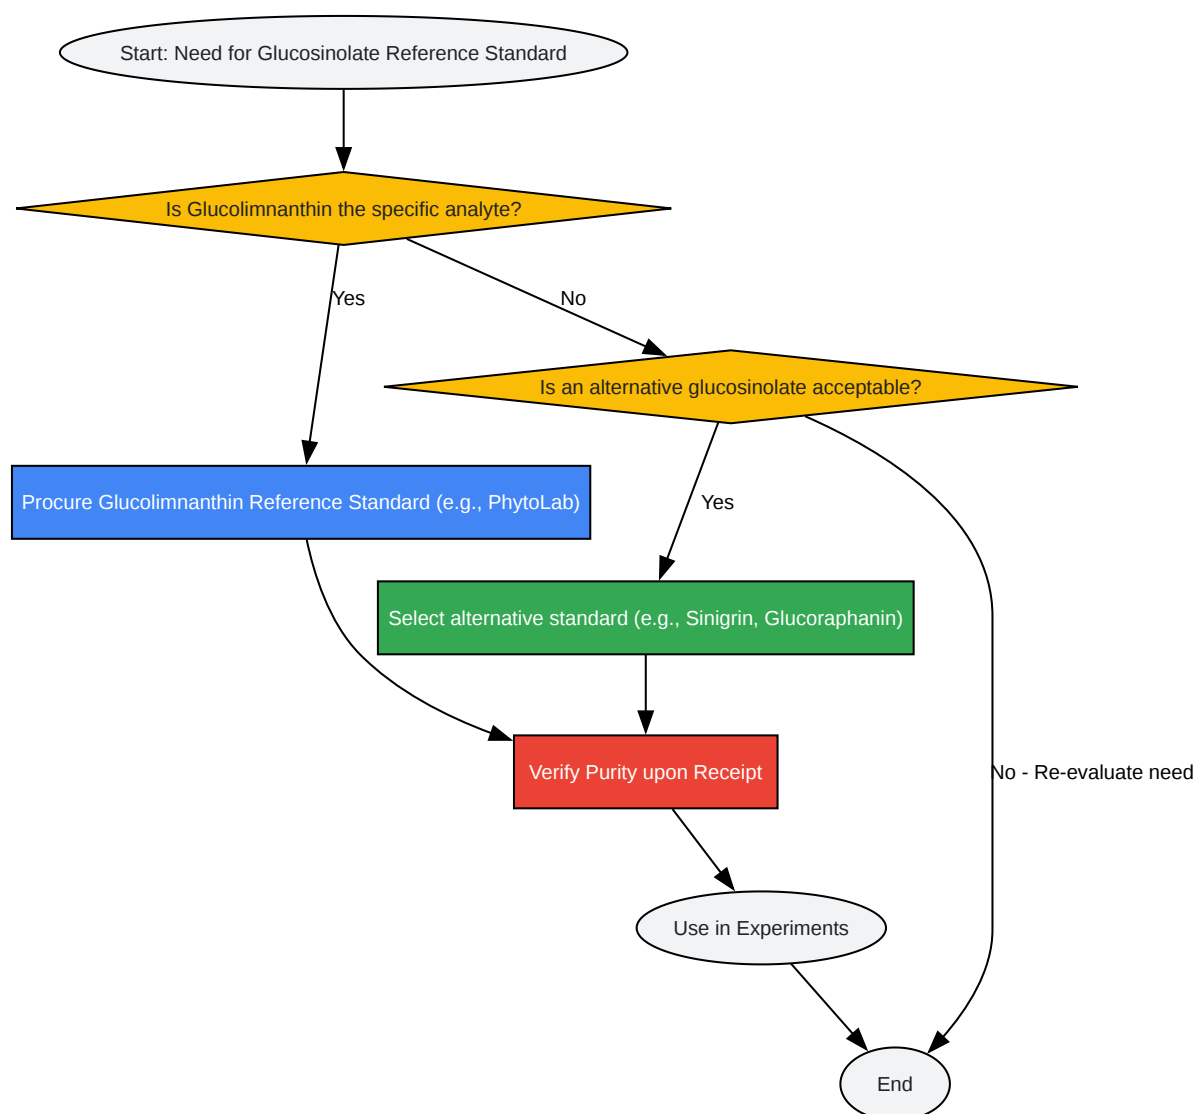 Start: Need for Glucosinolate Reference Standard
Is Glucolimnanthin the specific analyte?
Yes
No
Is an alternative glucosinolate acceptable?
Procure Glucolimnanthin Reference Standard (e.g., PhytoLab)
Yes
Select alternative standard (e.g., Sinigrin, Glucoraphanin)
Verify Purity upon Receipt
No - Re-evaluate need
Use in Experiments
End